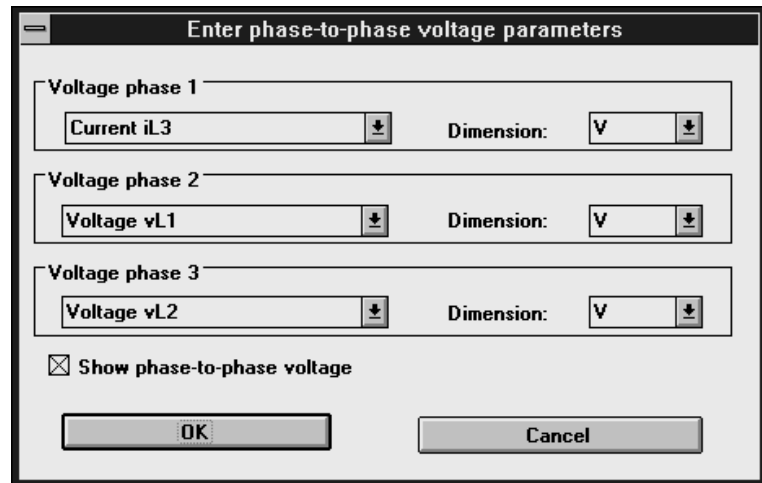 Enter phase-to-phase voltage parameters
Voltage phase 1
Current iL3 Dimension: V
Voltage phase 2
Voltage vL1 Dimension: V
Voltage phase 3
Voltage vL2 Dimension: V
Show phase-to-phase voltage
OK Cancel